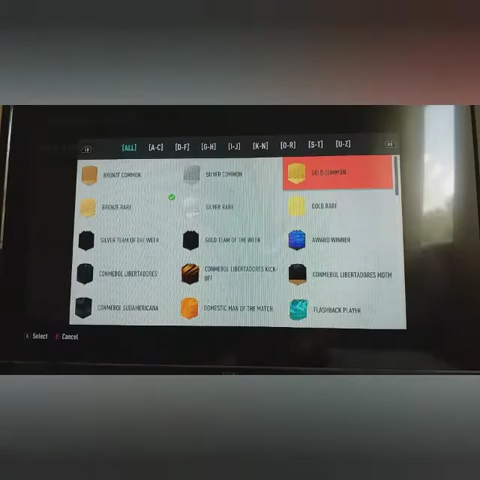 LB [ALL] [A-C] [D-F] [G-H] [I-J] [K-N] [O-R] [S-T] [U-Z] RB
BRONZE COMMON SILVER COMMON GOLD COMMON
BRONZE RARE SILVER RARE GOLD RARE
SILVER TEAM OF THE WEEK GOLD TEAM OF THE WEEK AWARD WINNER
CONMEBOL LIBERTADORES CONMEBOL LIBERTADORES KICK-
OFF CONMEBOL LIBERTADORES MOTM
CONMEBOL SUDAMERICANA DOMESTIC MAN OF THE MATCH FLASHBACK PLAYER
Select Cancel